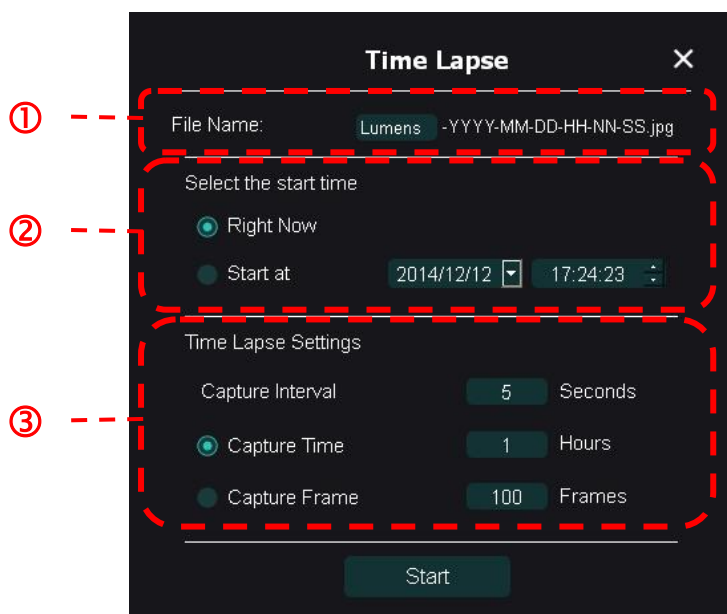 Time Lapse ×
① File Name: Lumens -YYYY-MM-DD-HH-NN-SS.jpg
Select the start time
② Right Now
Start at 2014/12/12 17:24:23
Time Lapse Settings
Capture Interval 5 Seconds
③ Capture Time 1 Hours
Capture Frame 100 Frames
Start